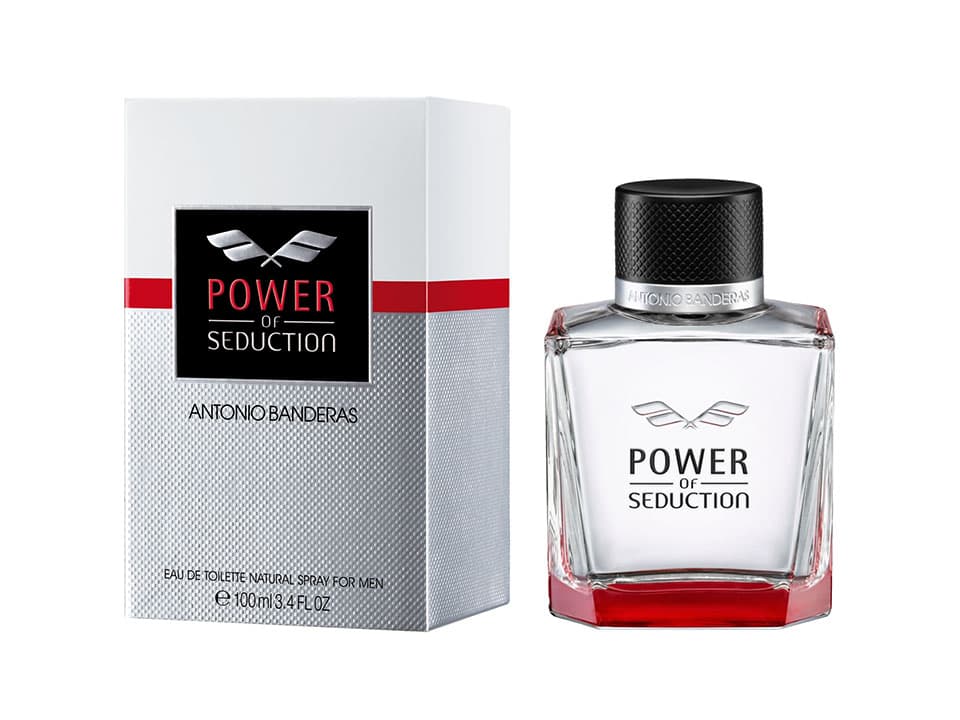 POWER
OF
SEDUCTION
ANTONIO BANDERAS
EAU DE TOILETTE NATURAL SPRAY FOR MEN
℮ 100 ml 3.4 FL OZ
ANTONIO BANDERAS
POWER
OF
SEDUCTION